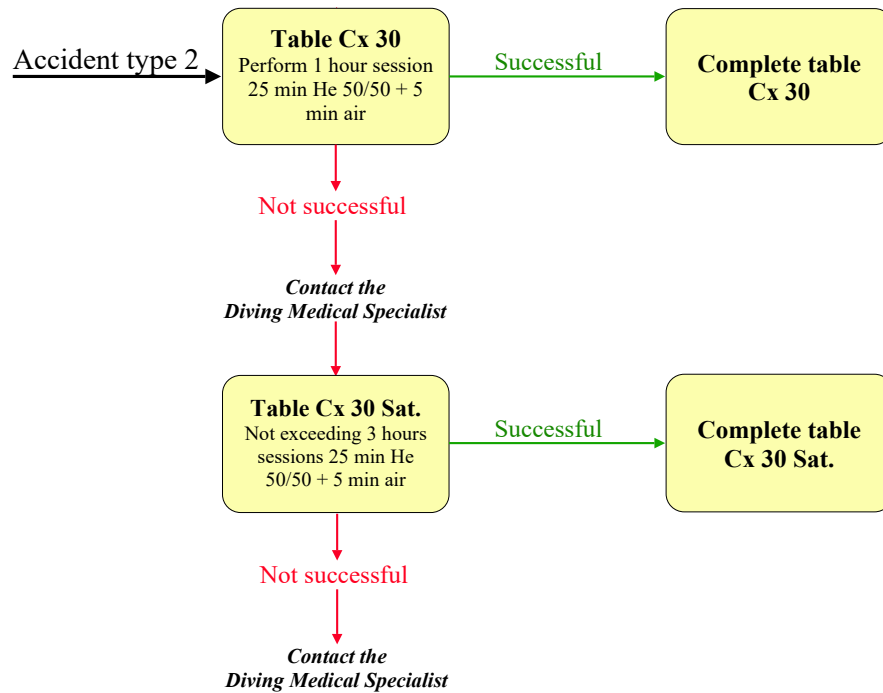 Accident type 2
Table Cx 30
Perform 1 hour session
25 min He 50/50 + 5
min air
Successful
Complete table
Cx 30
Not successful
Contact the
Diving Medical Specialist
Table Cx 30 Sat.
Not exceeding 3 hours
sessions 25 min He
50/50 + 5 min air
Successful
Complete table
Cx 30 Sat.
Not successful
Contact the
Diving Medical Specialist